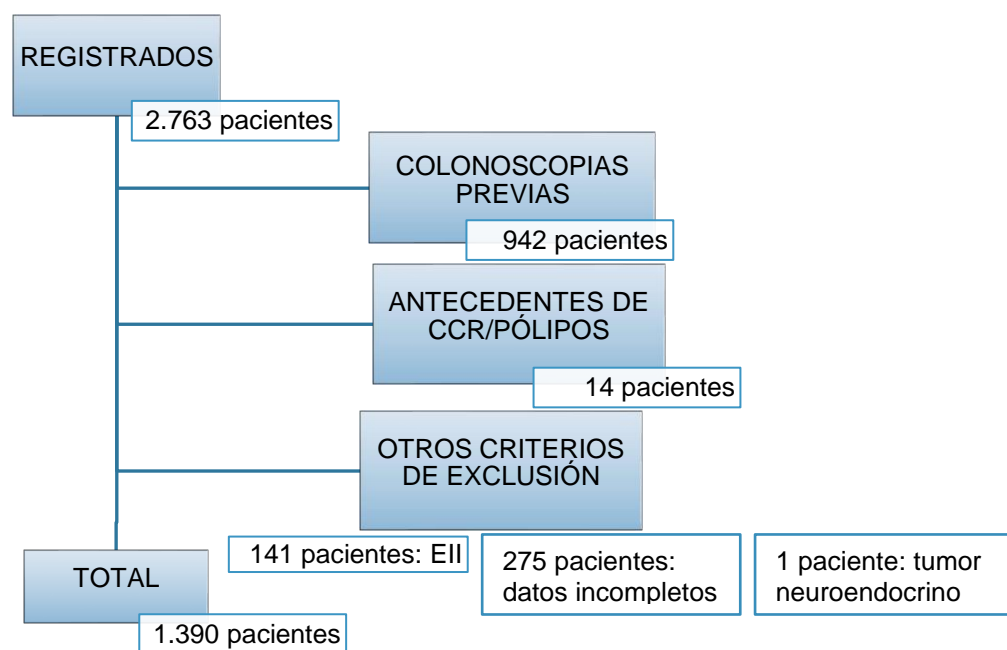 REGISTRADOS
2.763 pacientes
COLONOSCOPIAS
PREVIAS
942 pacientes
ANTECEDENTES DE
CCR/PÓLIPOS
14 pacientes
OTROS CRITERIOS
DE EXCLUSIÓN
141 pacientes: EII
275 pacientes:
datos incompletos
1 paciente: tumor
neuroendocrino
TOTAL
1.390 pacientes